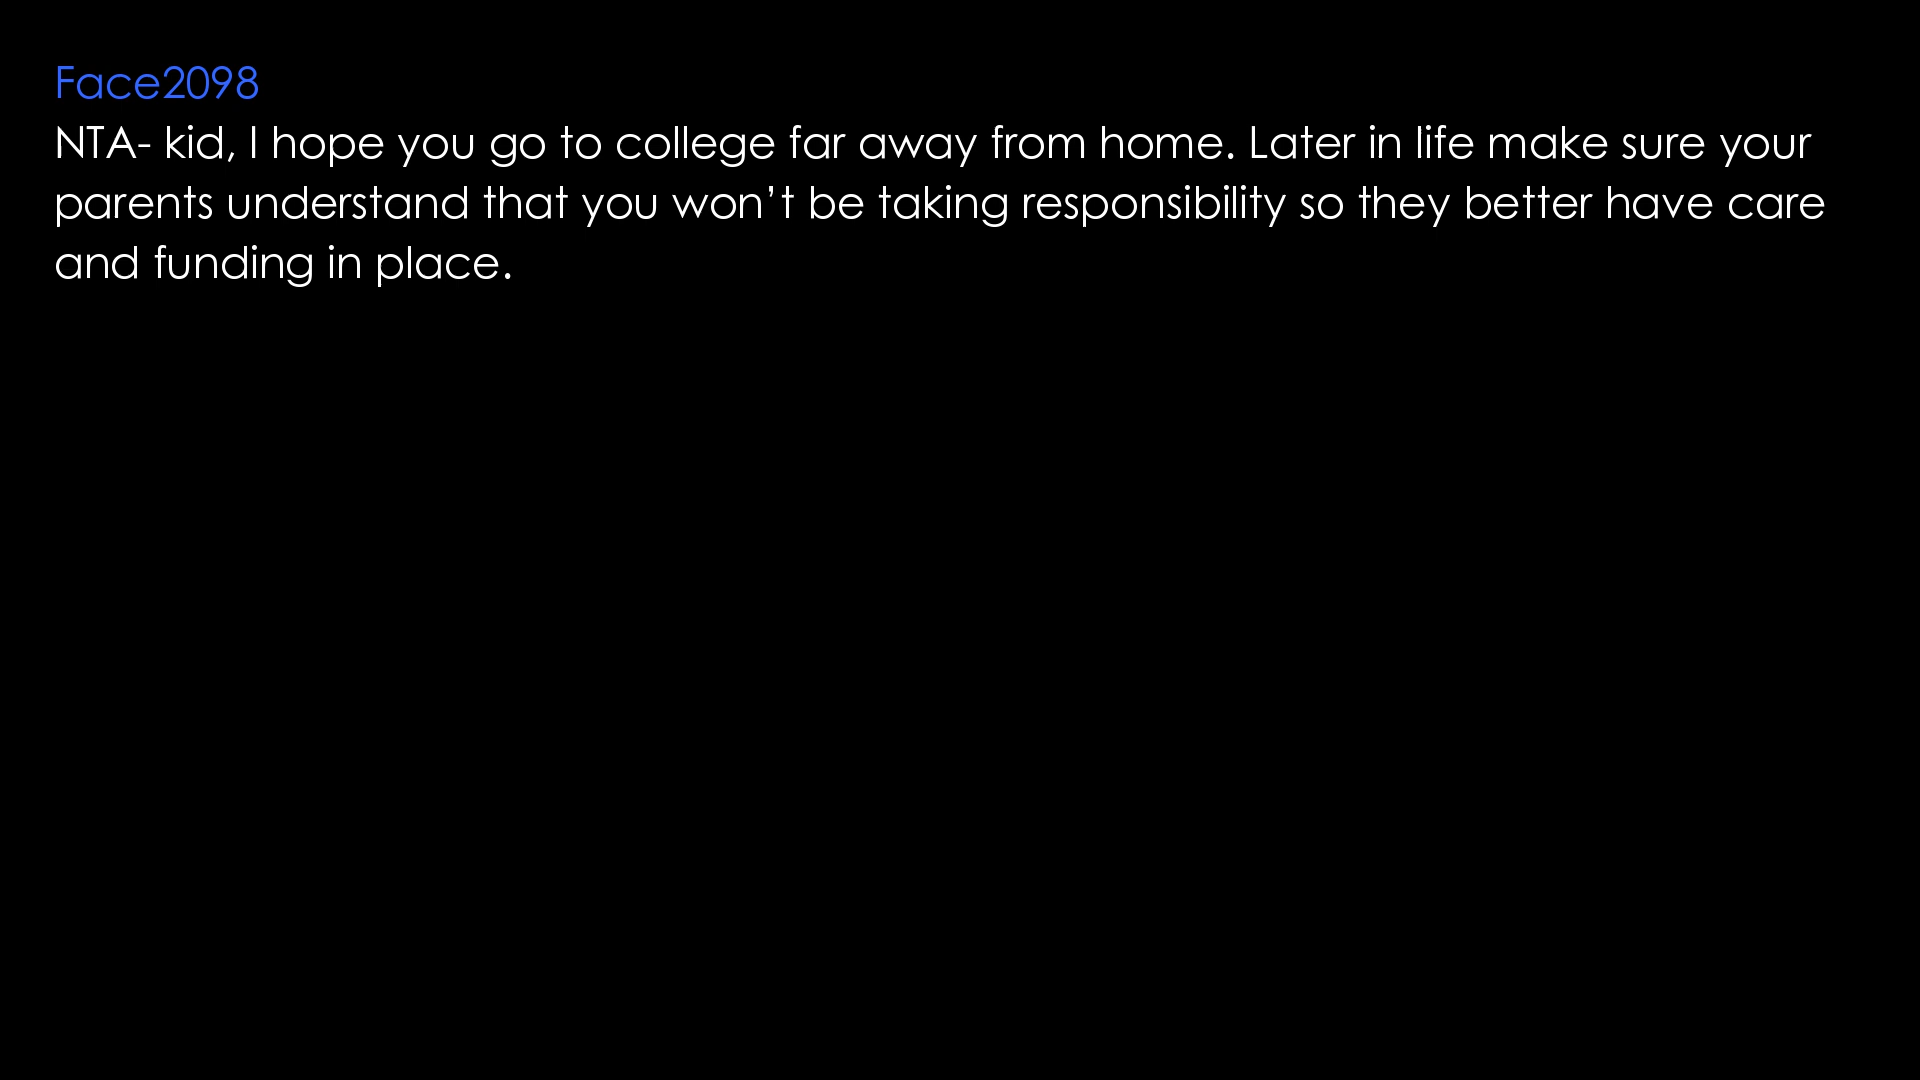 Face2098
NTA- kid, I hope you go to college far away from home. Later in life make sure your
parents understand that you won’t be taking responsibility so they better have care
and funding in place.